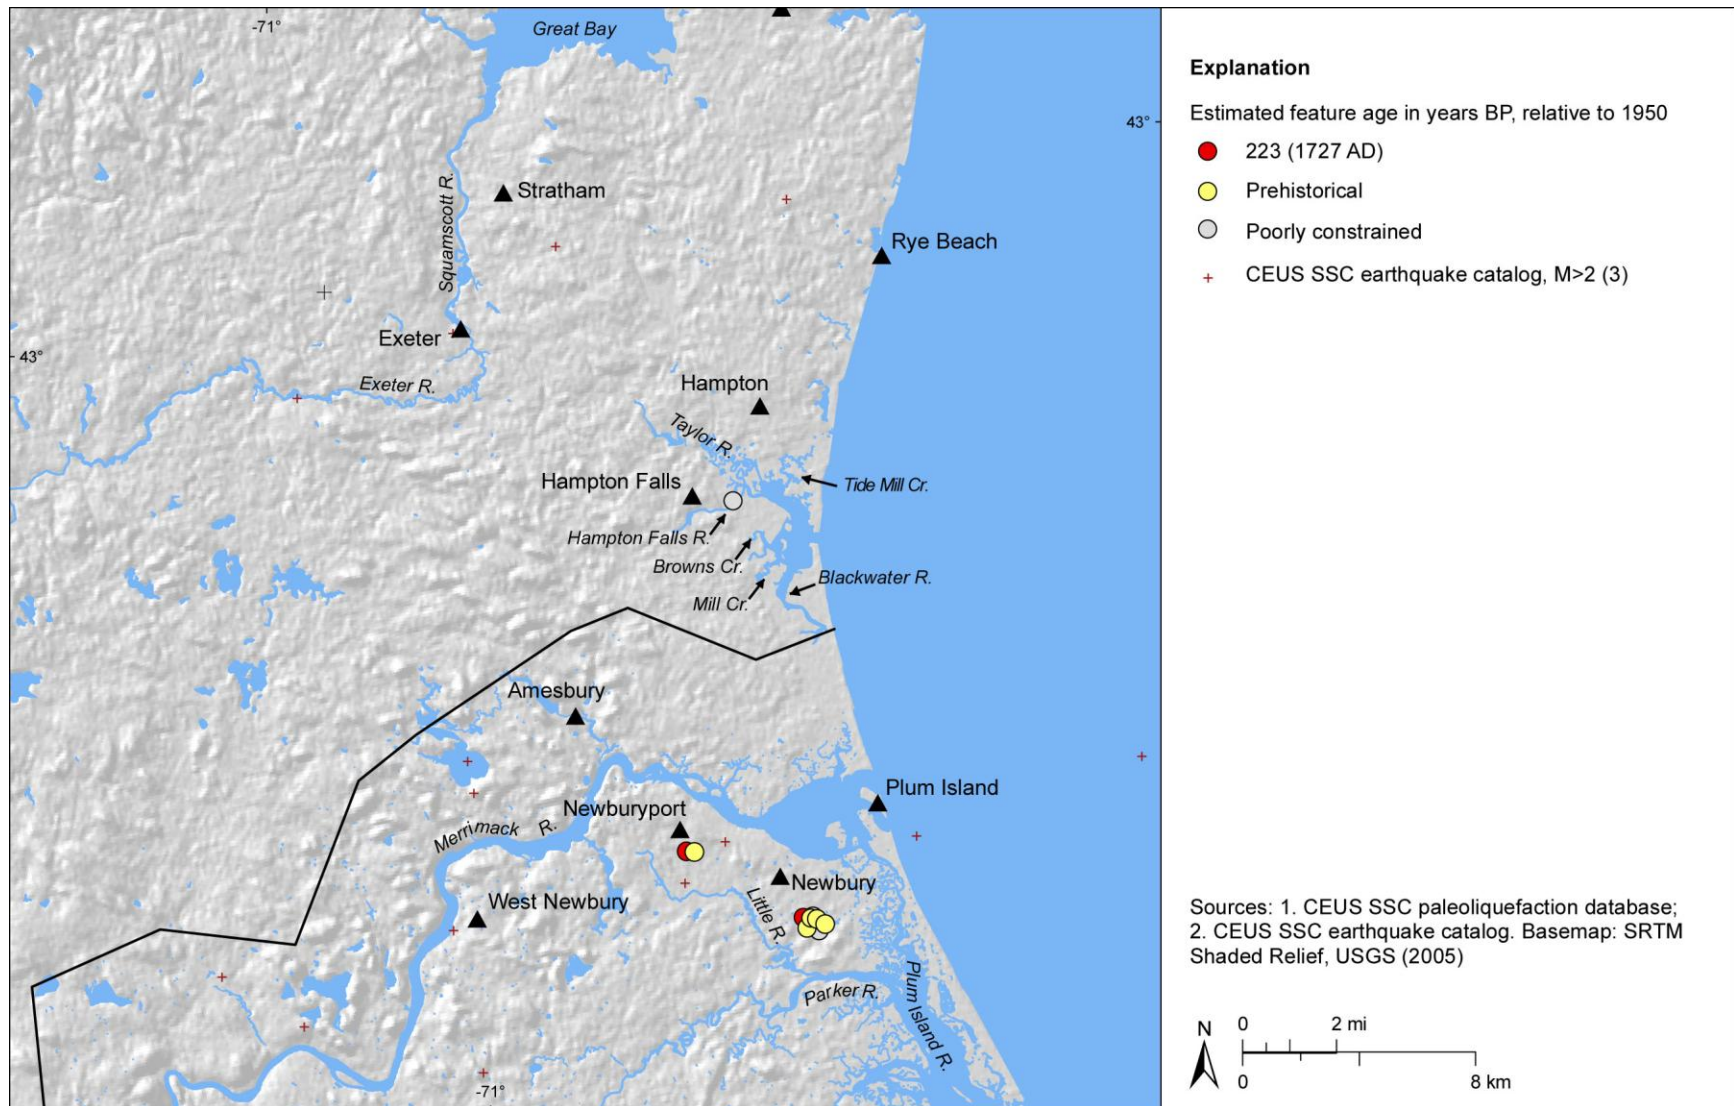 -71°
Great Bay
43°
Stratham
Squamscott R.
Rye Beach
Exeter
43°
Exeter R.
Hampton
Taylor R.
Hampton Falls
Tide Mill Cr.
Hampton Falls R.
Browns Cr.
Blackwater R.
Mill Cr.
Amesbury
Plum Island
Newburyport
Merrimack R.
Newbury
West Newbury
Little R.
Parker R.
Plum Island R.
-71°
Explanation
Estimated feature age in years BP, relative to 1950
223 (1727 AD)
Prehistorical
Poorly constrained
CEUS SSC earthquake catalog, M>2 (3)
Sources: 1. CEUS SSC paleoliquefaction database;
2. CEUS SSC earthquake catalog. Basemap: SRTM
Shaded Relief, USGS (2005)
N
0 2 mi
0 8 km